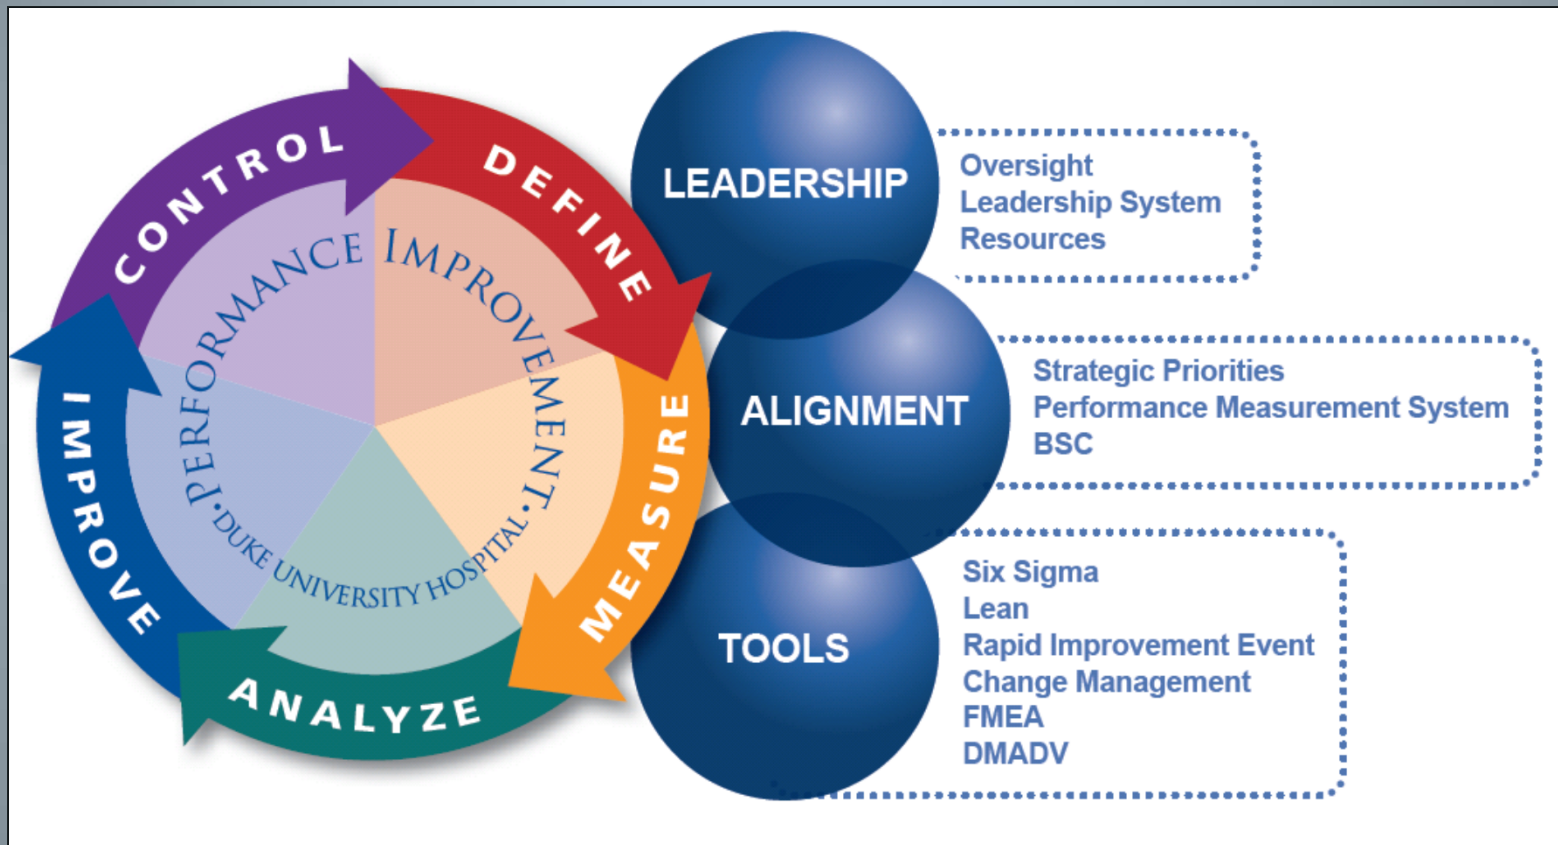 CONTROL
DEFINE
MEASURE
ANALYZE
IMPROVE
PERFORMANCE IMPROVEMENT
• DUKE UNIVERSITY HOSPITAL •
LEADERSHIP
Oversight
Leadership System
Resources
ALIGNMENT
Strategic Priorities
Performance Measurement System
BSC
TOOLS
Six Sigma
Lean
Rapid Improvement Event
Change Management
FMEA
DMADV